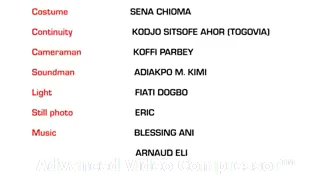 Costume SENA CHIOMA
Continuity KODJO SITSOFE AHOR (TOGOVIA)
Cameraman KOFFI PARBEY
Soundman ADIAKPO M. KIMI
Light FIATI DOGBO
Still photo ERIC
Music BLESSING ANI
ARNAUD ELI
Advanced Video Compressor™